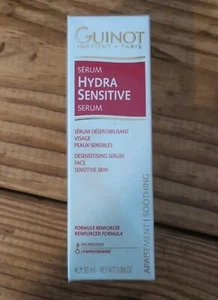 GUINOT
INSTITUT • PARIS
SÉRUM
HYDRA
SENSITIVE
SERUM
SÉRUM DÉSENSIBILISANT
VISAGE
PEAUX SENSIBLES
DESENSITISING SERUM
FACE
SENSITIVE SKIN
FORMULE RENFORCÉE
REINFORCED FORMULA
APAISEMENT I SOOTHING